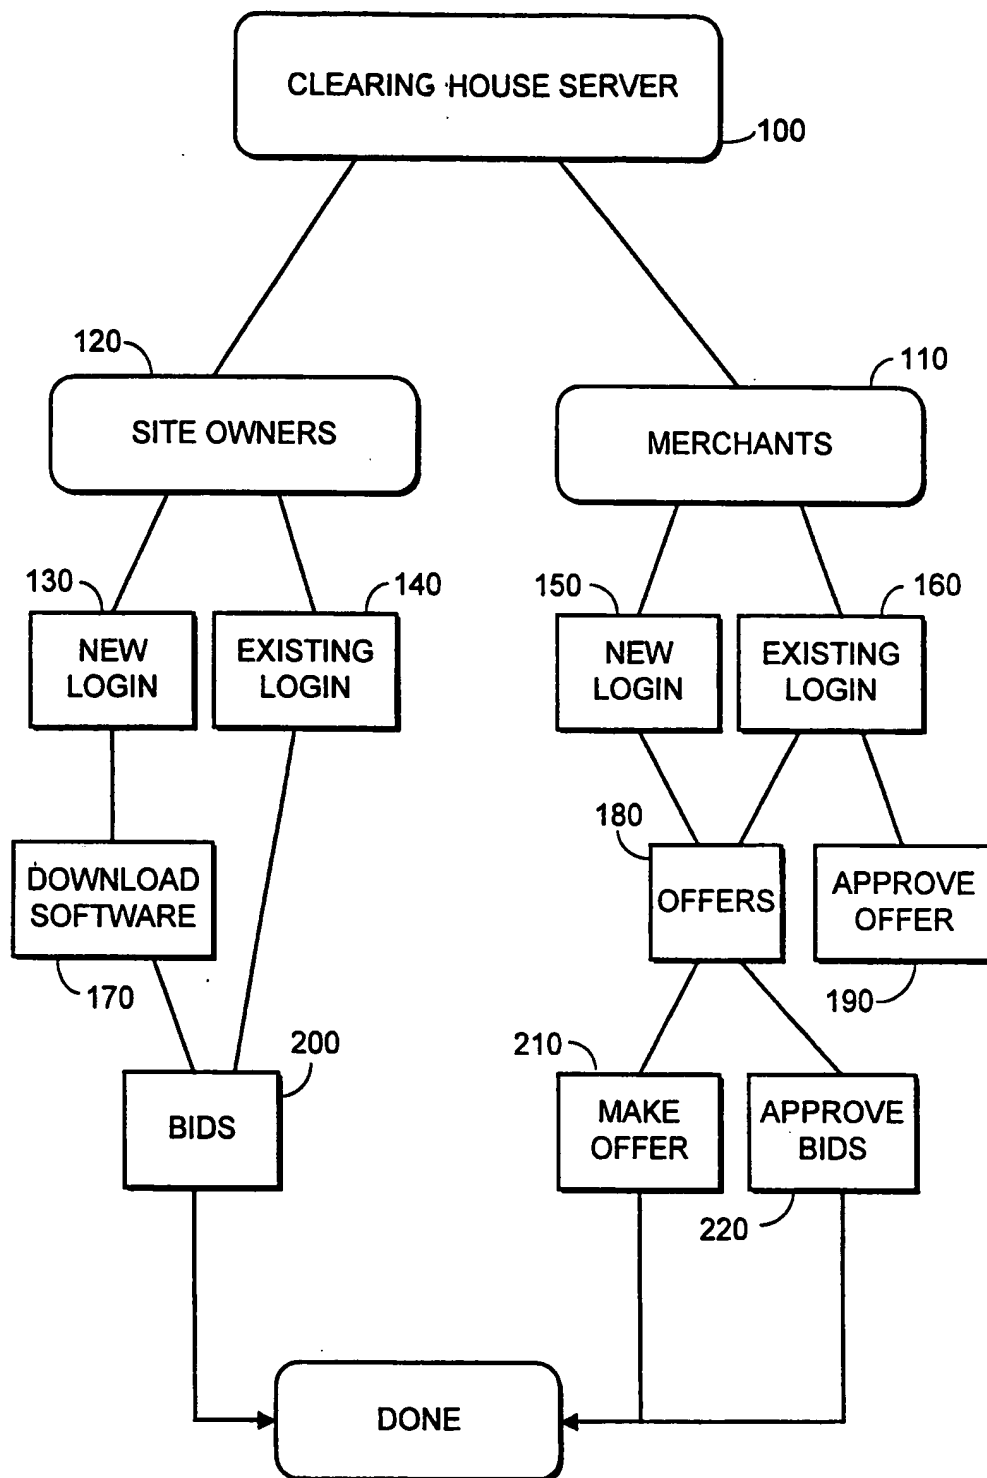 CLEARING HOUSE SERVER
100
120
110
SITE OWNERS
MERCHANTS
130
140
150
160
NEW
LOGIN
EXISTING
LOGIN
NEW
LOGIN
EXISTING
LOGIN
180
DOWNLOAD
SOFTWARE
OFFERS
APPROVE
OFFER
170
190
200
210
BIDS
MAKE
OFFER
APPROVE
BIDS
220
DONE